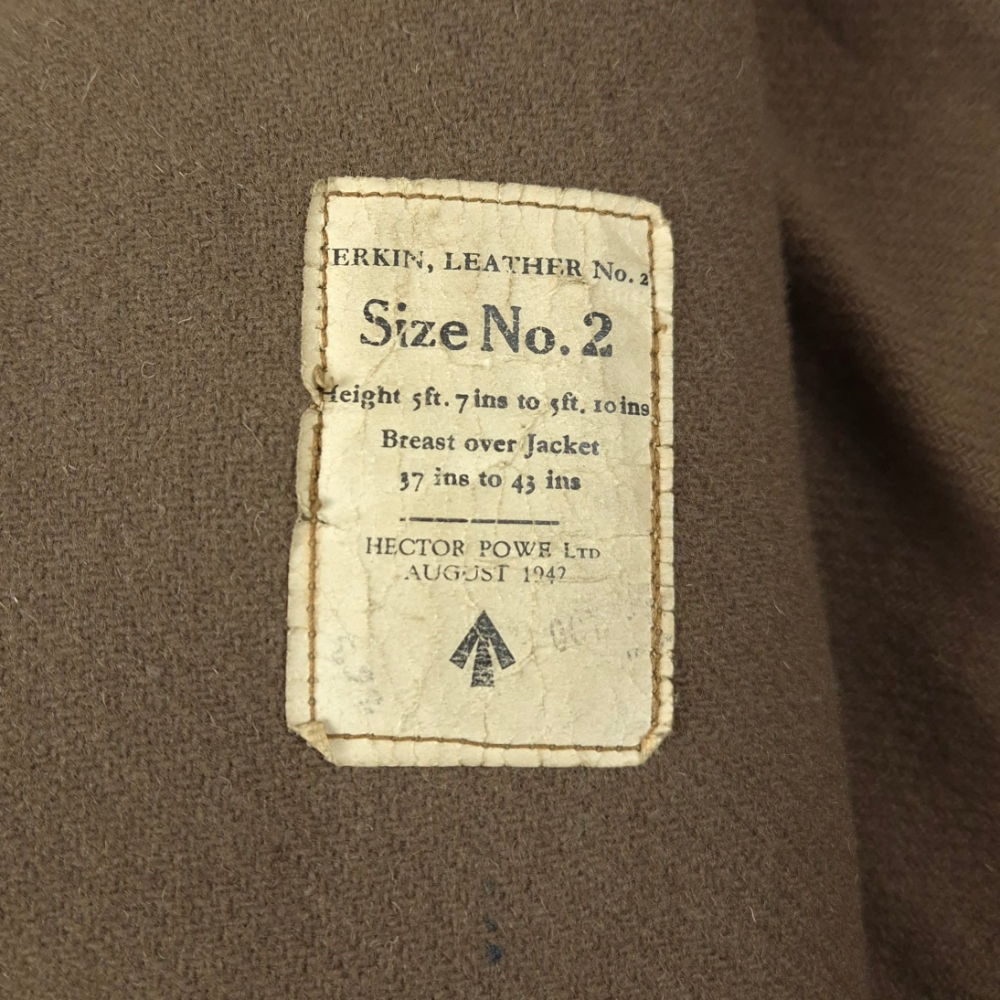 JERKIN, LEATHER No. 2
Size No. 2
Height 5ft. 7ins to 5ft. 10ins
Breast over Jacket
37 ins to 43 ins
HECTOR POWE LTD
AUGUST 1942